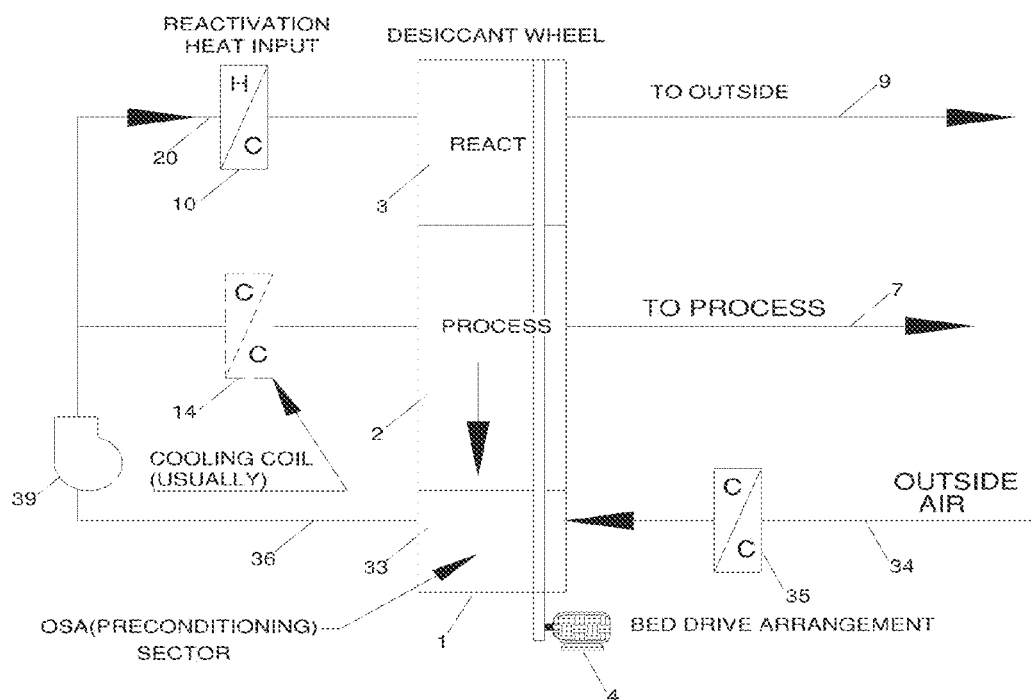 REACTIVATION
HEAT INPUT
DESICCANT WHEEL
H
C
20
10
REACT
3
TO OUTSIDE
9
C
C
14
PROCESS
2
TO PROCESS
7
COOLING COIL
(USUALLY)
39
36
33
OSA(PRECONDITIONING)
SECTOR
1
C
C
35
OUTSIDE
AIR
34
BED DRIVE ARRANGEMENT
4